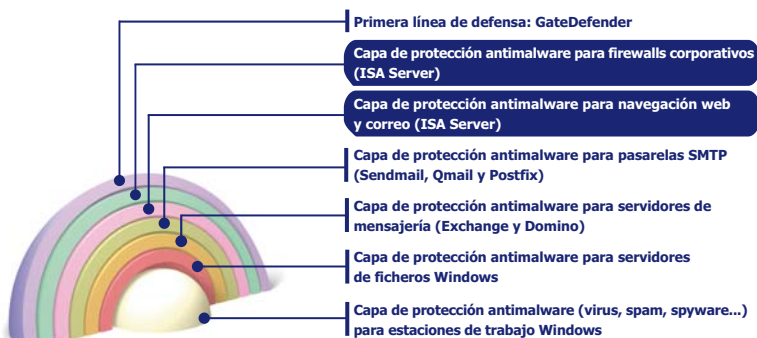 Primera línea de defensa: GateDefender
Capa de protección antimalware para firewalls corporativos
(ISA Server)
Capa de protección antimalware para navegación web
y correo (ISA Server)
Capa de protección antimalware para pasarelas SMTP
(Sendmail, Qmail y Postfix)
Capa de protección antimalware para servidores de
mensajería (Exchange y Domino)
Capa de protección antimalware para servidores
de ficheros Windows
Capa de protección antimalware (virus, spam, spyware...)
para estaciones de trabajo Windows